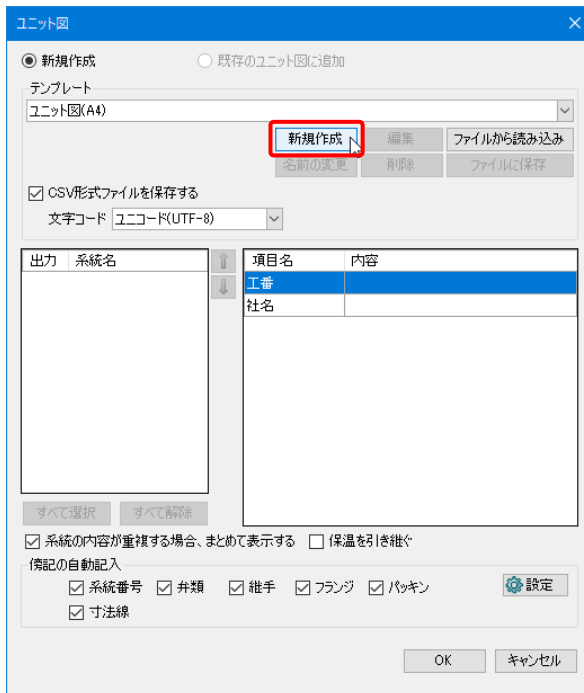 ユニット図
新規作成 既存のユニット図に追加
テンプレート
ユニット図(A4)
新規作成 編集 ファイルから読み込み
名前の変更 削除 ファイルに保存
CSV形式ファイルを保存する
文字コード ユニコード(UTF-8)
出力 系統名 項目名 内容
工番
社名
すべて選択 すべて解除
系統の内容が重複する場合、まとめて表示する 保温を引き継ぐ
傍記の自動記入
系統番号 弁類 継手 フランジ パッキン 設定
寸法線
OK キャンセル